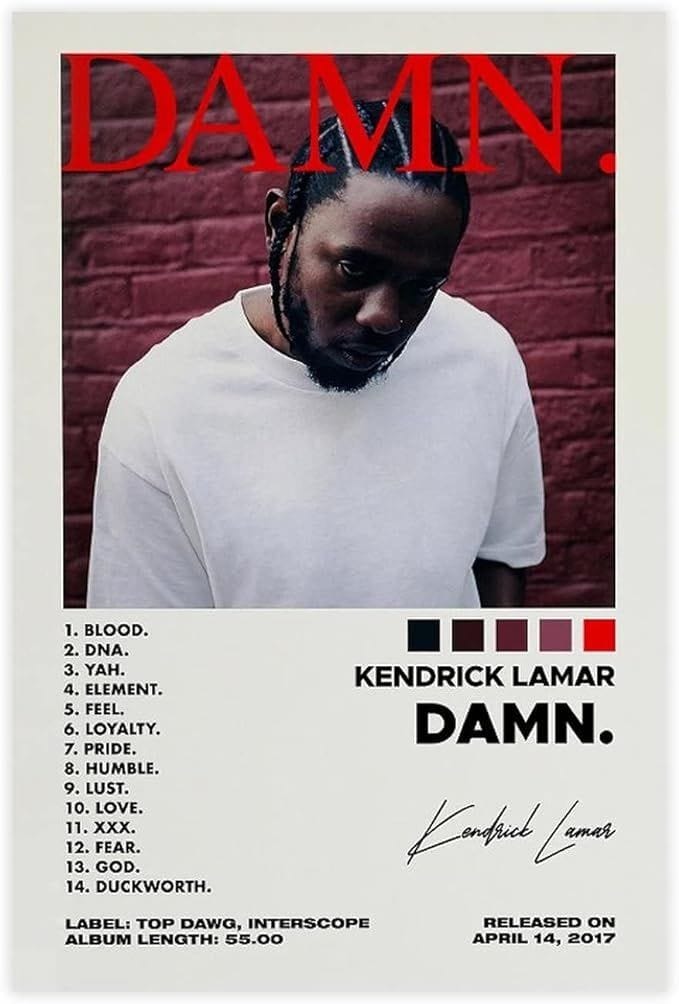 DAMN.
1. BLOOD.
2. DNA.
3. YAH.
4. ELEMENT.
5. FEEL.
6. LOYALTY.
7. PRIDE.
8. HUMBLE.
9. LUST.
10. LOVE.
11. XXX.
12. FEAR.
13. GOD.
14. DUCKWORTH.
KENDRICK LAMAR
DAMN.
Kendrick Lamar
LABEL: TOP DAWG, INTERSCOPE
ALBUM LENGTH: 55.00
RELEASED ON
APRIL 14, 2017